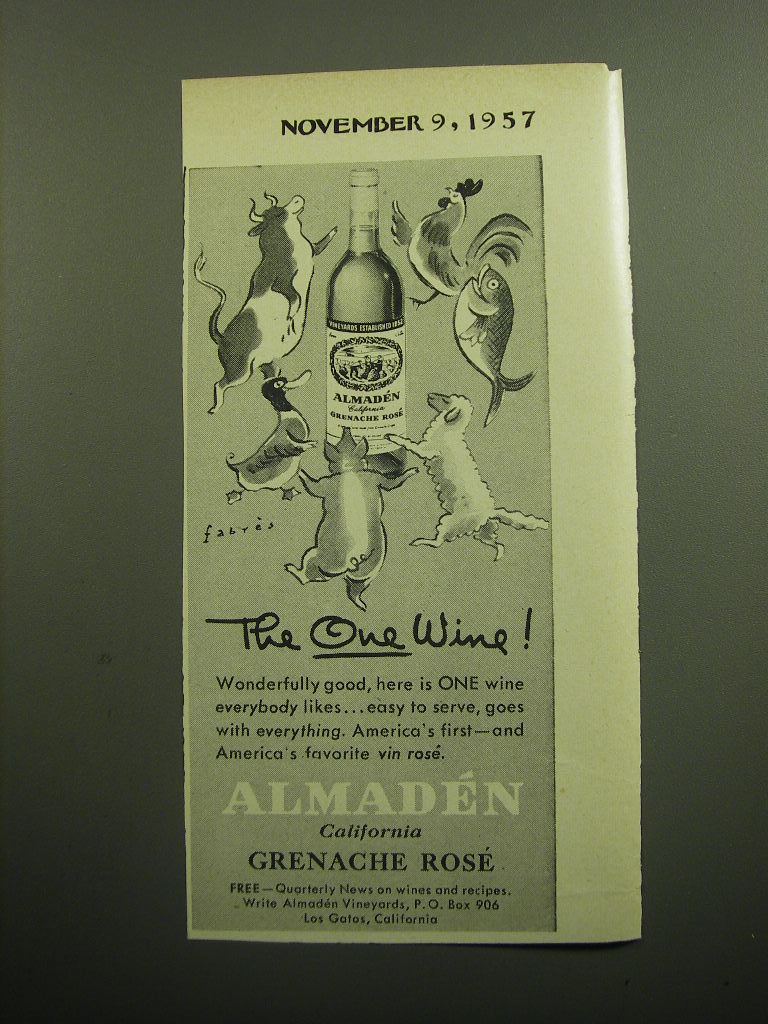 NOVEMBER 9, 1957
VINEYARDS ESTABLISHED 1852
ALMADÉN
California
GRENACHE ROSÉ
fabrès
The One Wine!
Wonderfully good, here is ONE wine
everybody likes...easy to serve, goes
with everything. America's first—and
America's favorite vin rosé.
ALMADÉN
California
GRENACHE ROSÉ
FREE—Quarterly News on wines and recipes.
Write Almadén Vineyards, P.O. Box 906
Los Gatos, California